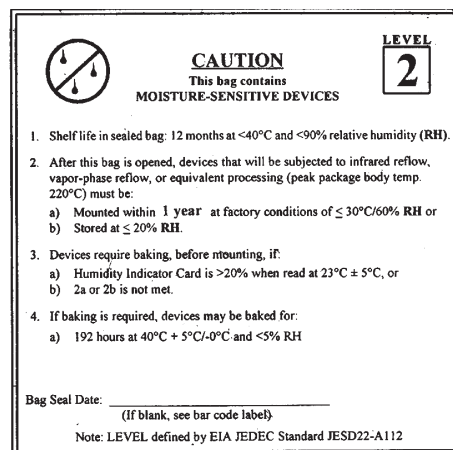 LEVEL
2
CAUTION
This bag contains
MOISTURE-SENSITIVE DEVICES
1. Shelf life in sealed bag: 12 months at <40°C and <90% relative humidity (RH).
2. After this bag is opened, devices that will be subjected to infrared reflow,
vapor-phase reflow, or equivalent processing (peak package body temp.
220°C) must be:
a) Mounted within 1 year at factory conditions of ≤ 30°C/60% RH or
b) Stored at ≤ 20% RH.
3. Devices require baking, before mounting, if:
a) Humidity Indicator Card is >20% when read at 23°C ± 5°C, or
b) 2a or 2b is not met.
4. If baking is required, devices may be baked for:
a) 192 hours at 40°C + 5°C/-0°C and <5% RH
Bag Seal Date:
(If blank, see bar code label)
Note: LEVEL defined by EIA JEDEC Standard JESD22-A112